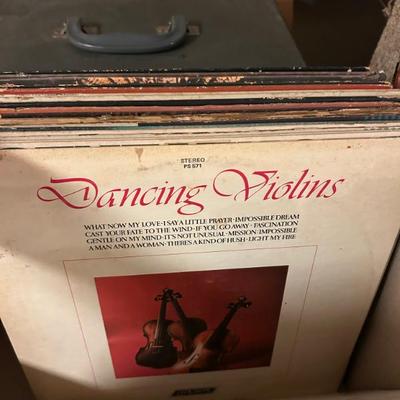 STEREO
PS 571
Dancing Violins
WHAT NOW MY LOVE · I SAY A LITTLE PRAYER · IMPOSSIBLE DREAM
CAST YOUR FATE TO THE WIND · IF YOU GO AWAY · FASCINATION
GENTLE ON MY MIND · IT'S NOT UNUSUAL · MISSION: IMPOSSIBLE
A MAN AND A WOMAN · THERE'S A KIND OF HUSH · LIGHT MY FIRE